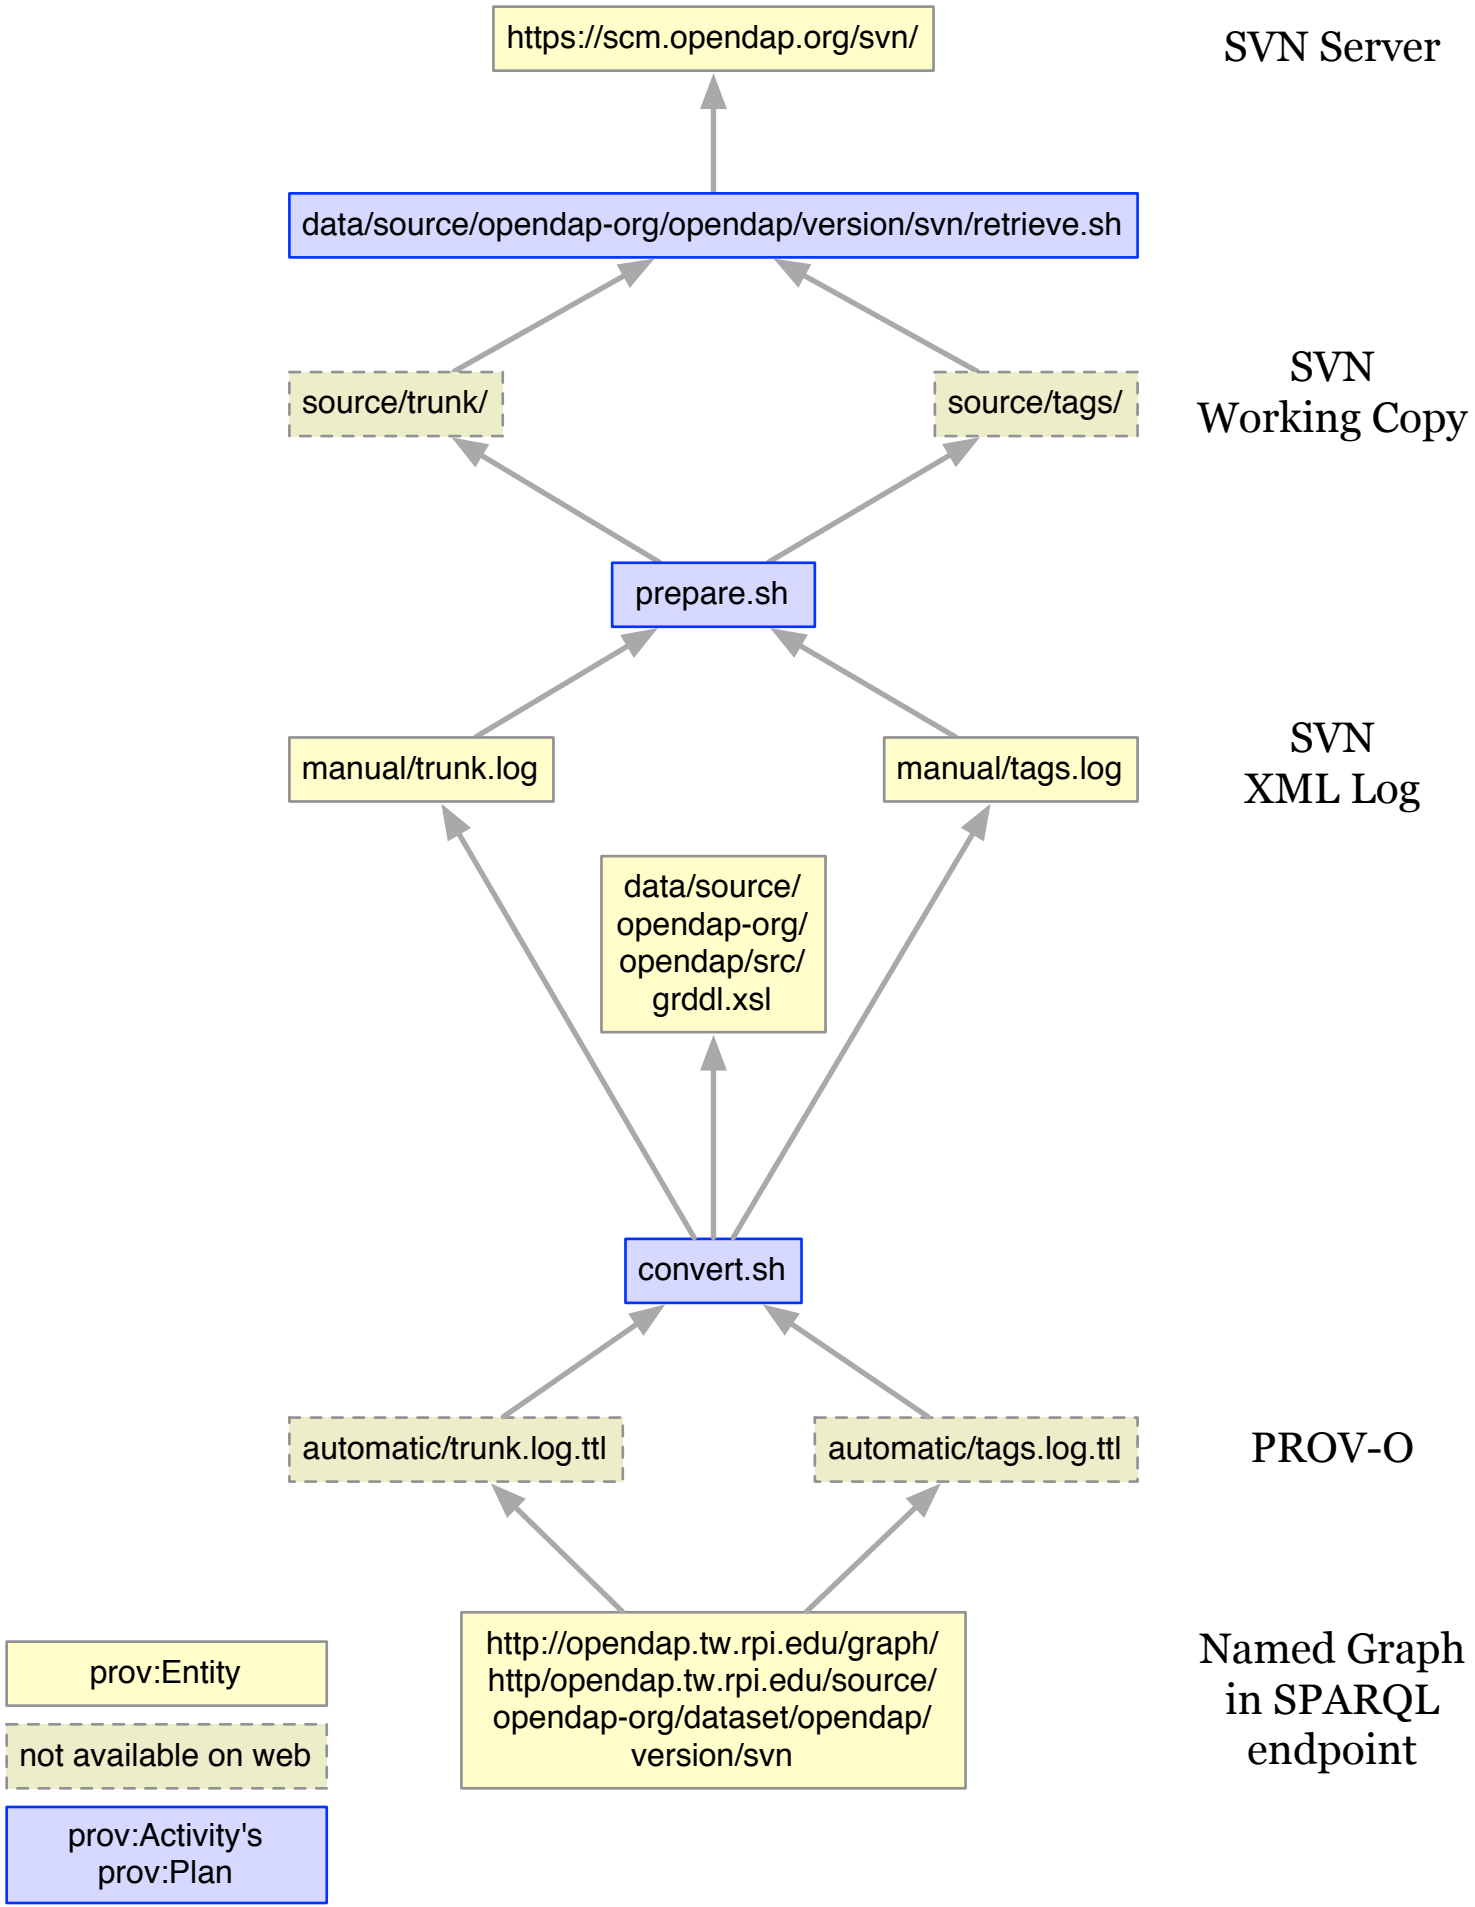 https://scm.opendap.org/svn/
SVN Server
data/source/opendap-org/opendap/version/svn/retrieve.sh
source/trunk/
source/tags/
SVN
Working Copy
prepare.sh
manual/trunk.log
manual/tags.log
SVN
XML Log
data/source/
opendap-org/
opendap/src/
grddl.xsl
convert.sh
automatic/trunk.log.ttl
automatic/tags.log.ttl
PROV-O
http://opendap.tw.rpi.edu/graph/
http/opendap.tw.rpi.edu/source/
opendap-org/dataset/opendap/
version/svn
Named Graph
in SPARQL
endpoint
prov:Entity
not available on web
prov:Activity's
prov:Plan